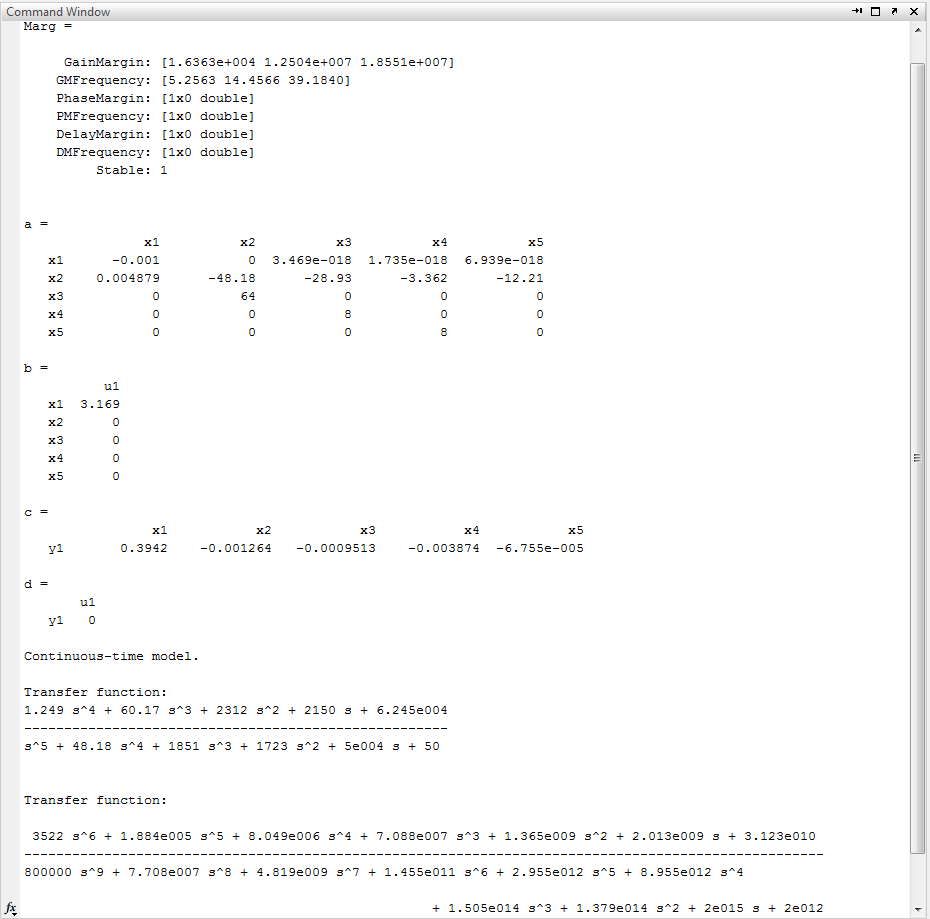 Command Window
Marg =
GainMargin: [1.6363e+004 1.2504e+007 1.8551e+007]
GMFrequency: [5.2563 14.4566 39.1840]
PhaseMargin: [1x0 double]
PMFrequency: [1x0 double]
DelayMargin: [1x0 double]
DMFrequency: [1x0 double]
Stable: 1
a =
x1 x2 x3 x4 x5
x1 -0.001 0 3.469e-018 1.735e-018 6.939e-018
x2 0.004879 -48.18 -28.93 -3.362 -12.21
x3 0 64 0 0 0
x4 0 0 8 0 0
x5 0 0 0 8 0
b =
u1
x1 3.169
x2 0
x3 0
x4 0
x5 0
c =
x1 x2 x3 x4 x5
y1 0.3942 -0.001264 -0.0009513 -0.003874 -6.755e-005
d =
u1
y1 0
Continuous-time model.
Transfer function:
1.249 s^4 + 60.17 s^3 + 2312 s^2 + 2150 s + 6.245e004
-----------------------------------------------------
s^5 + 48.18 s^4 + 1851 s^3 + 1723 s^2 + 5e004 s + 50
Transfer function:
3522 s^6 + 1.884e005 s^5 + 8.049e006 s^4 + 7.088e007 s^3 + 1.365e009 s^2 + 2.013e009 s + 3.123e010
----------------------------------------------------------------------------------------------------
800000 s^9 + 7.708e007 s^8 + 4.819e009 s^7 + 1.455e011 s^6 + 2.955e012 s^5 + 8.955e012 s^4
+ 1.505e014 s^3 + 1.379e014 s^2 + 2e015 s + 2e012
fx